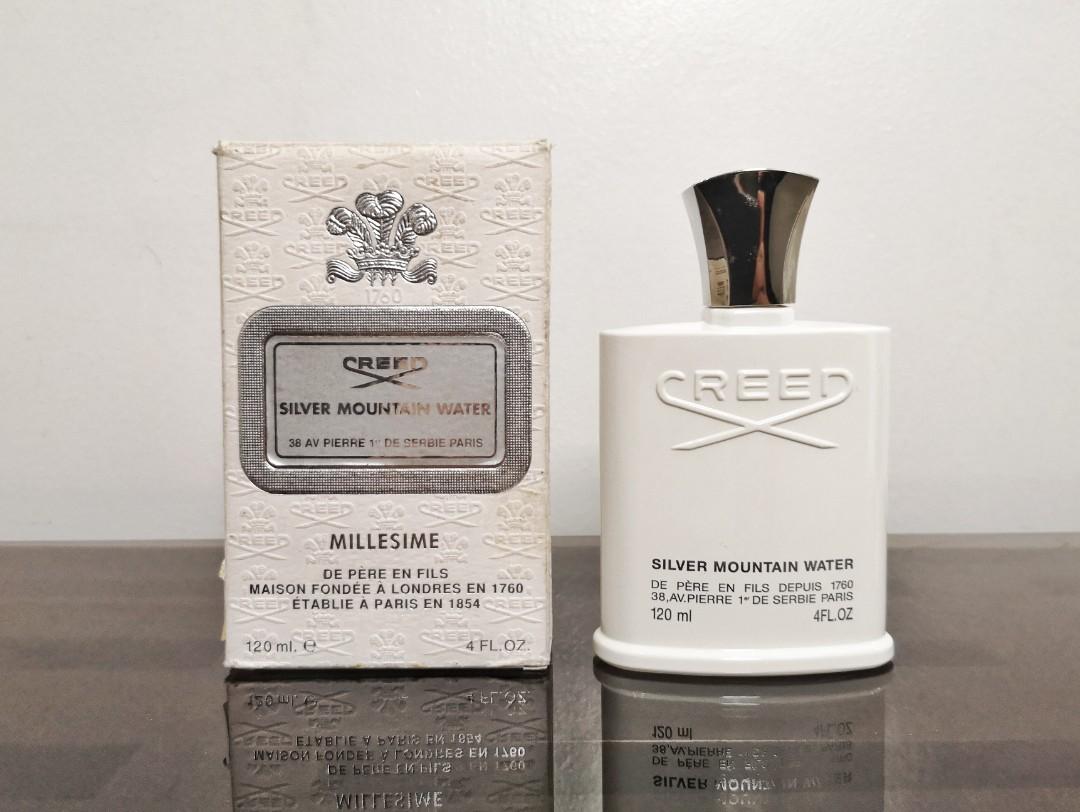 1760
CREED
SILVER MOUNTAIN WATER
38 AV PIERRE 1er DE SERBIE PARIS
MILLESIME
DE PÈRE EN FILS
MAISON FONDÉE À LONDRES EN 1760
ÉTABLIE À PARIS EN 1854
120 ml. e 4 FL.OZ.
CREED
SILVER MOUNTAIN WATER
DE PÈRE EN FILS DEPUIS 1760
38,AV.PIERRE 1er DE SERBIE PARIS
120 ml 4FL.OZ